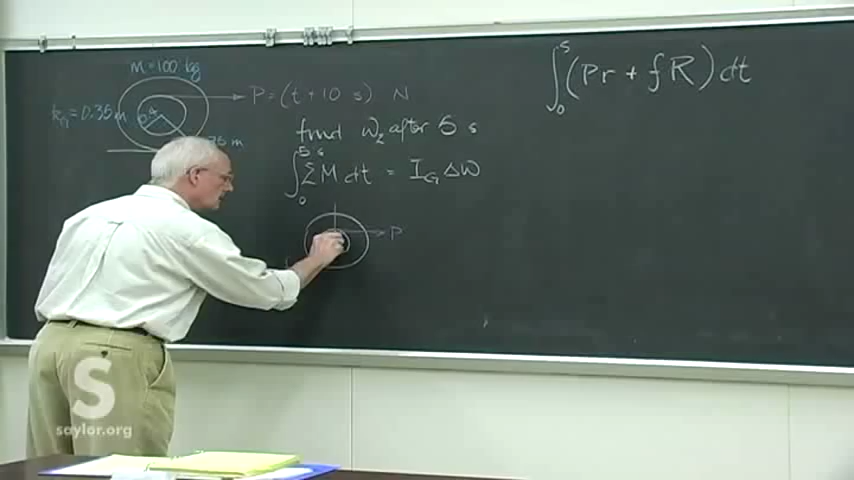 M = 100 kg
k_G = 0.35 m
P = (t + 10 s) N
find ω₂ after 5 s
∫₀^5s ΣM dt = I_G Δω
P
∫₀^5 (Pr + fR) dt
S
saylor.org